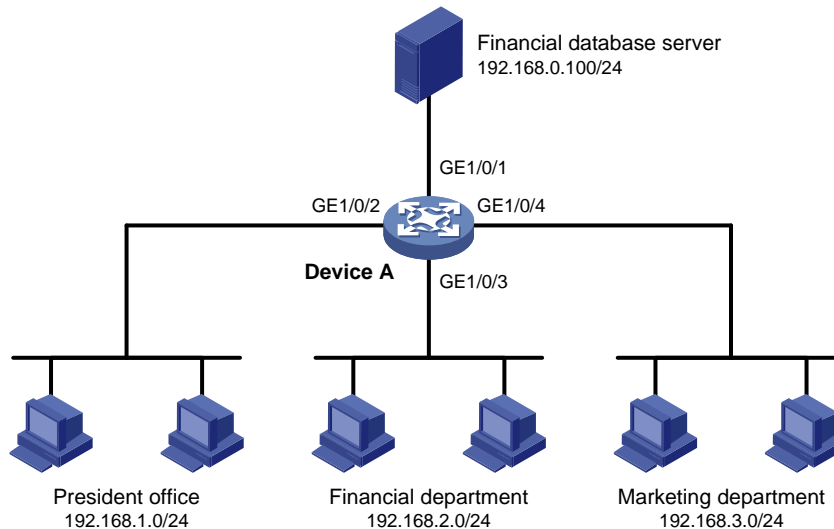 Financial database server
192.168.0.100/24
GE1/0/1
GE1/0/2
GE1/0/4
Device A
GE1/0/3
President office
192.168.1.0/24
Financial department
192.168.2.0/24
Marketing department
192.168.3.0/24